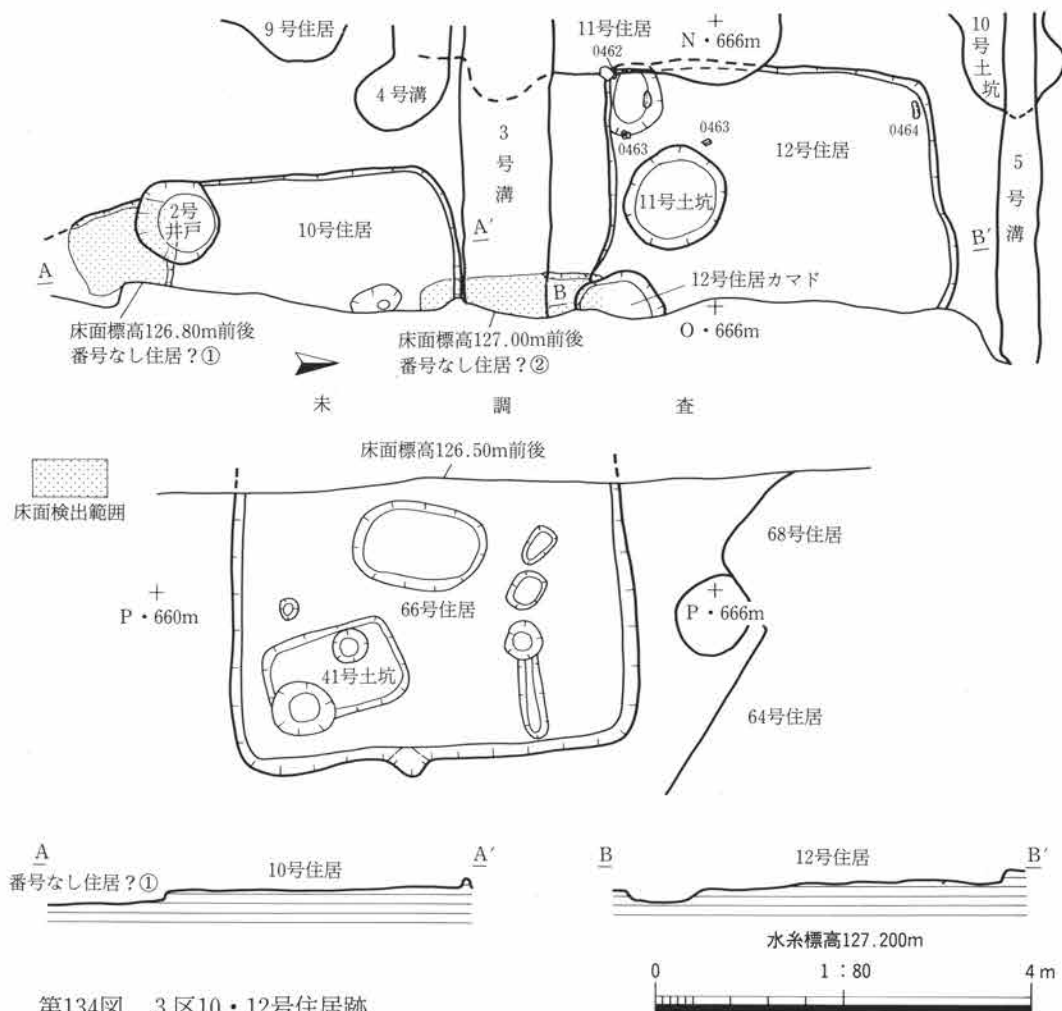 9号住居
4号溝
11号住居
0462
N・666m
10号土坑
3号溝
0463
0463
12号住居
0464
5号溝
2号
井戸
10号住居
11号土坑
A
A′
B
B′
12号住居カマド
O・666m
床面標高126.80m前後
番号なし住居?①
床面標高127.00m前後
番号なし住居?②
未調査
床面標高126.50m前後
床面検出範囲
68号住居
P・660m
66号住居
P・666m
41号土坑
64号住居
A
A′
番号なし住居?①
10号住居
B
12号住居
B′
水糸標高127.200m
0
1:80
4m
第134図 3区10・12号住居跡